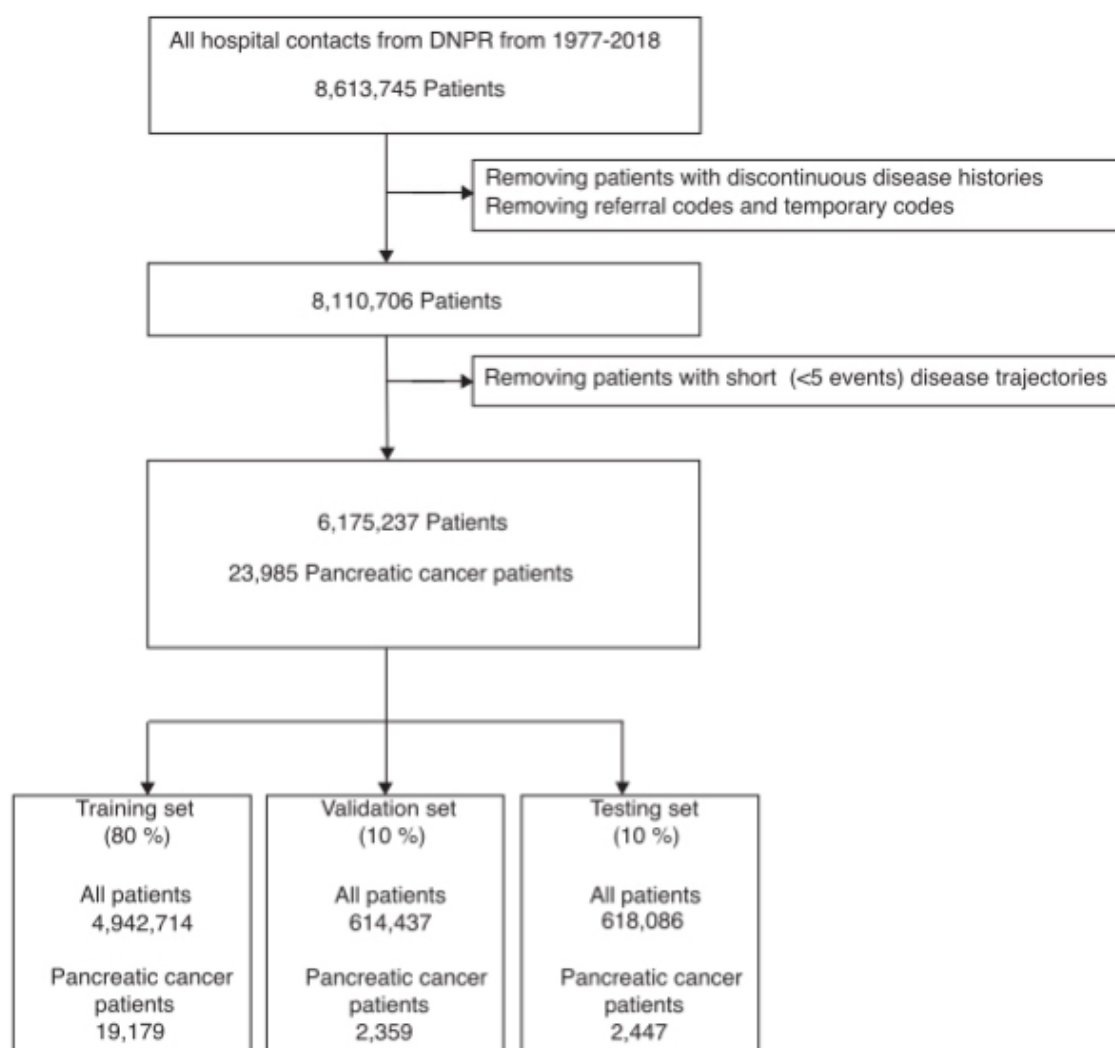 All hospital contacts from DNPR from 1977-2018
8,613,745 Patients
Removing patients with discontinuous disease histories
Removing referral codes and temporary codes
8,110,706 Patients
Removing patients with short (<5 events) disease trajectories
6,175,237 Patients
23,985 Pancreatic cancer patients
Training set
(80 %)
All patients
4,942,714
Pancreatic cancer
patients
19,179
Validation set
(10 %)
All patients
614,437
Pancreatic cancer
patients
2,359
Testing set
(10 %)
All patients
618,086
Pancreatic cancer
patients
2,447